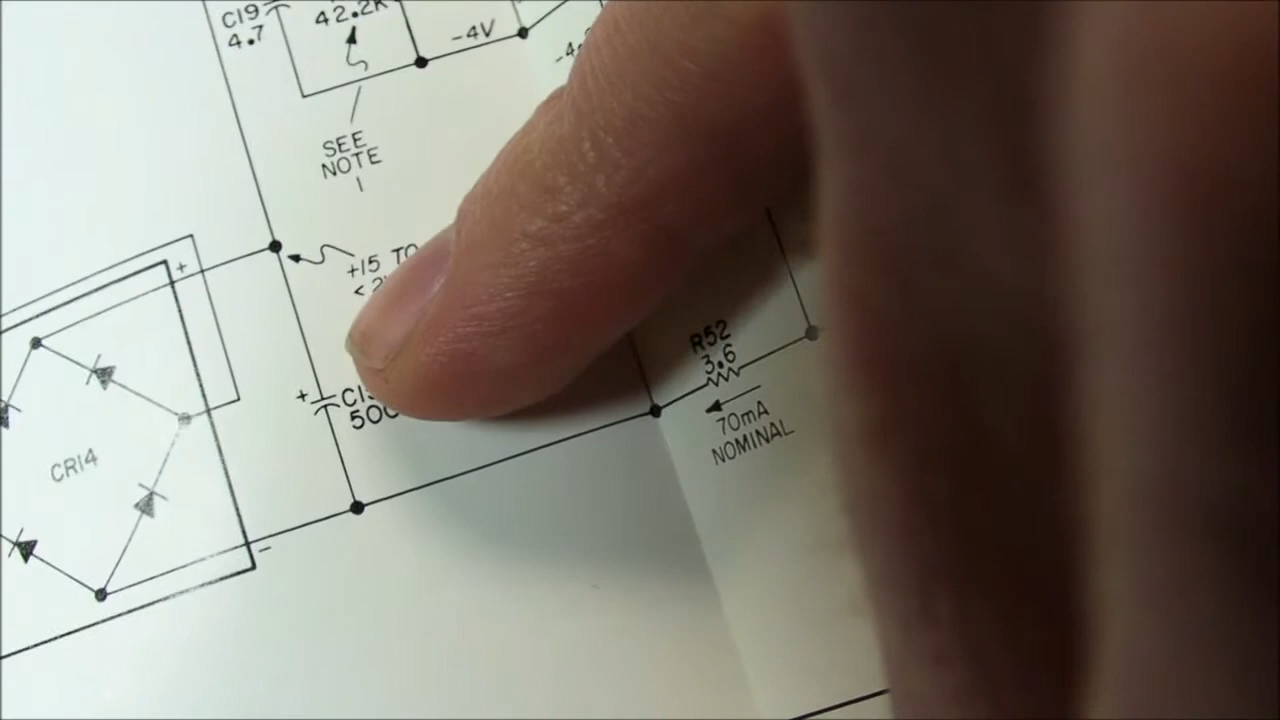 C19
4.7
42.2K
-4V
SEE
NOTE
1
+15 TO
+
+
R52
3.6
70mA
NOMINAL
CR14
-